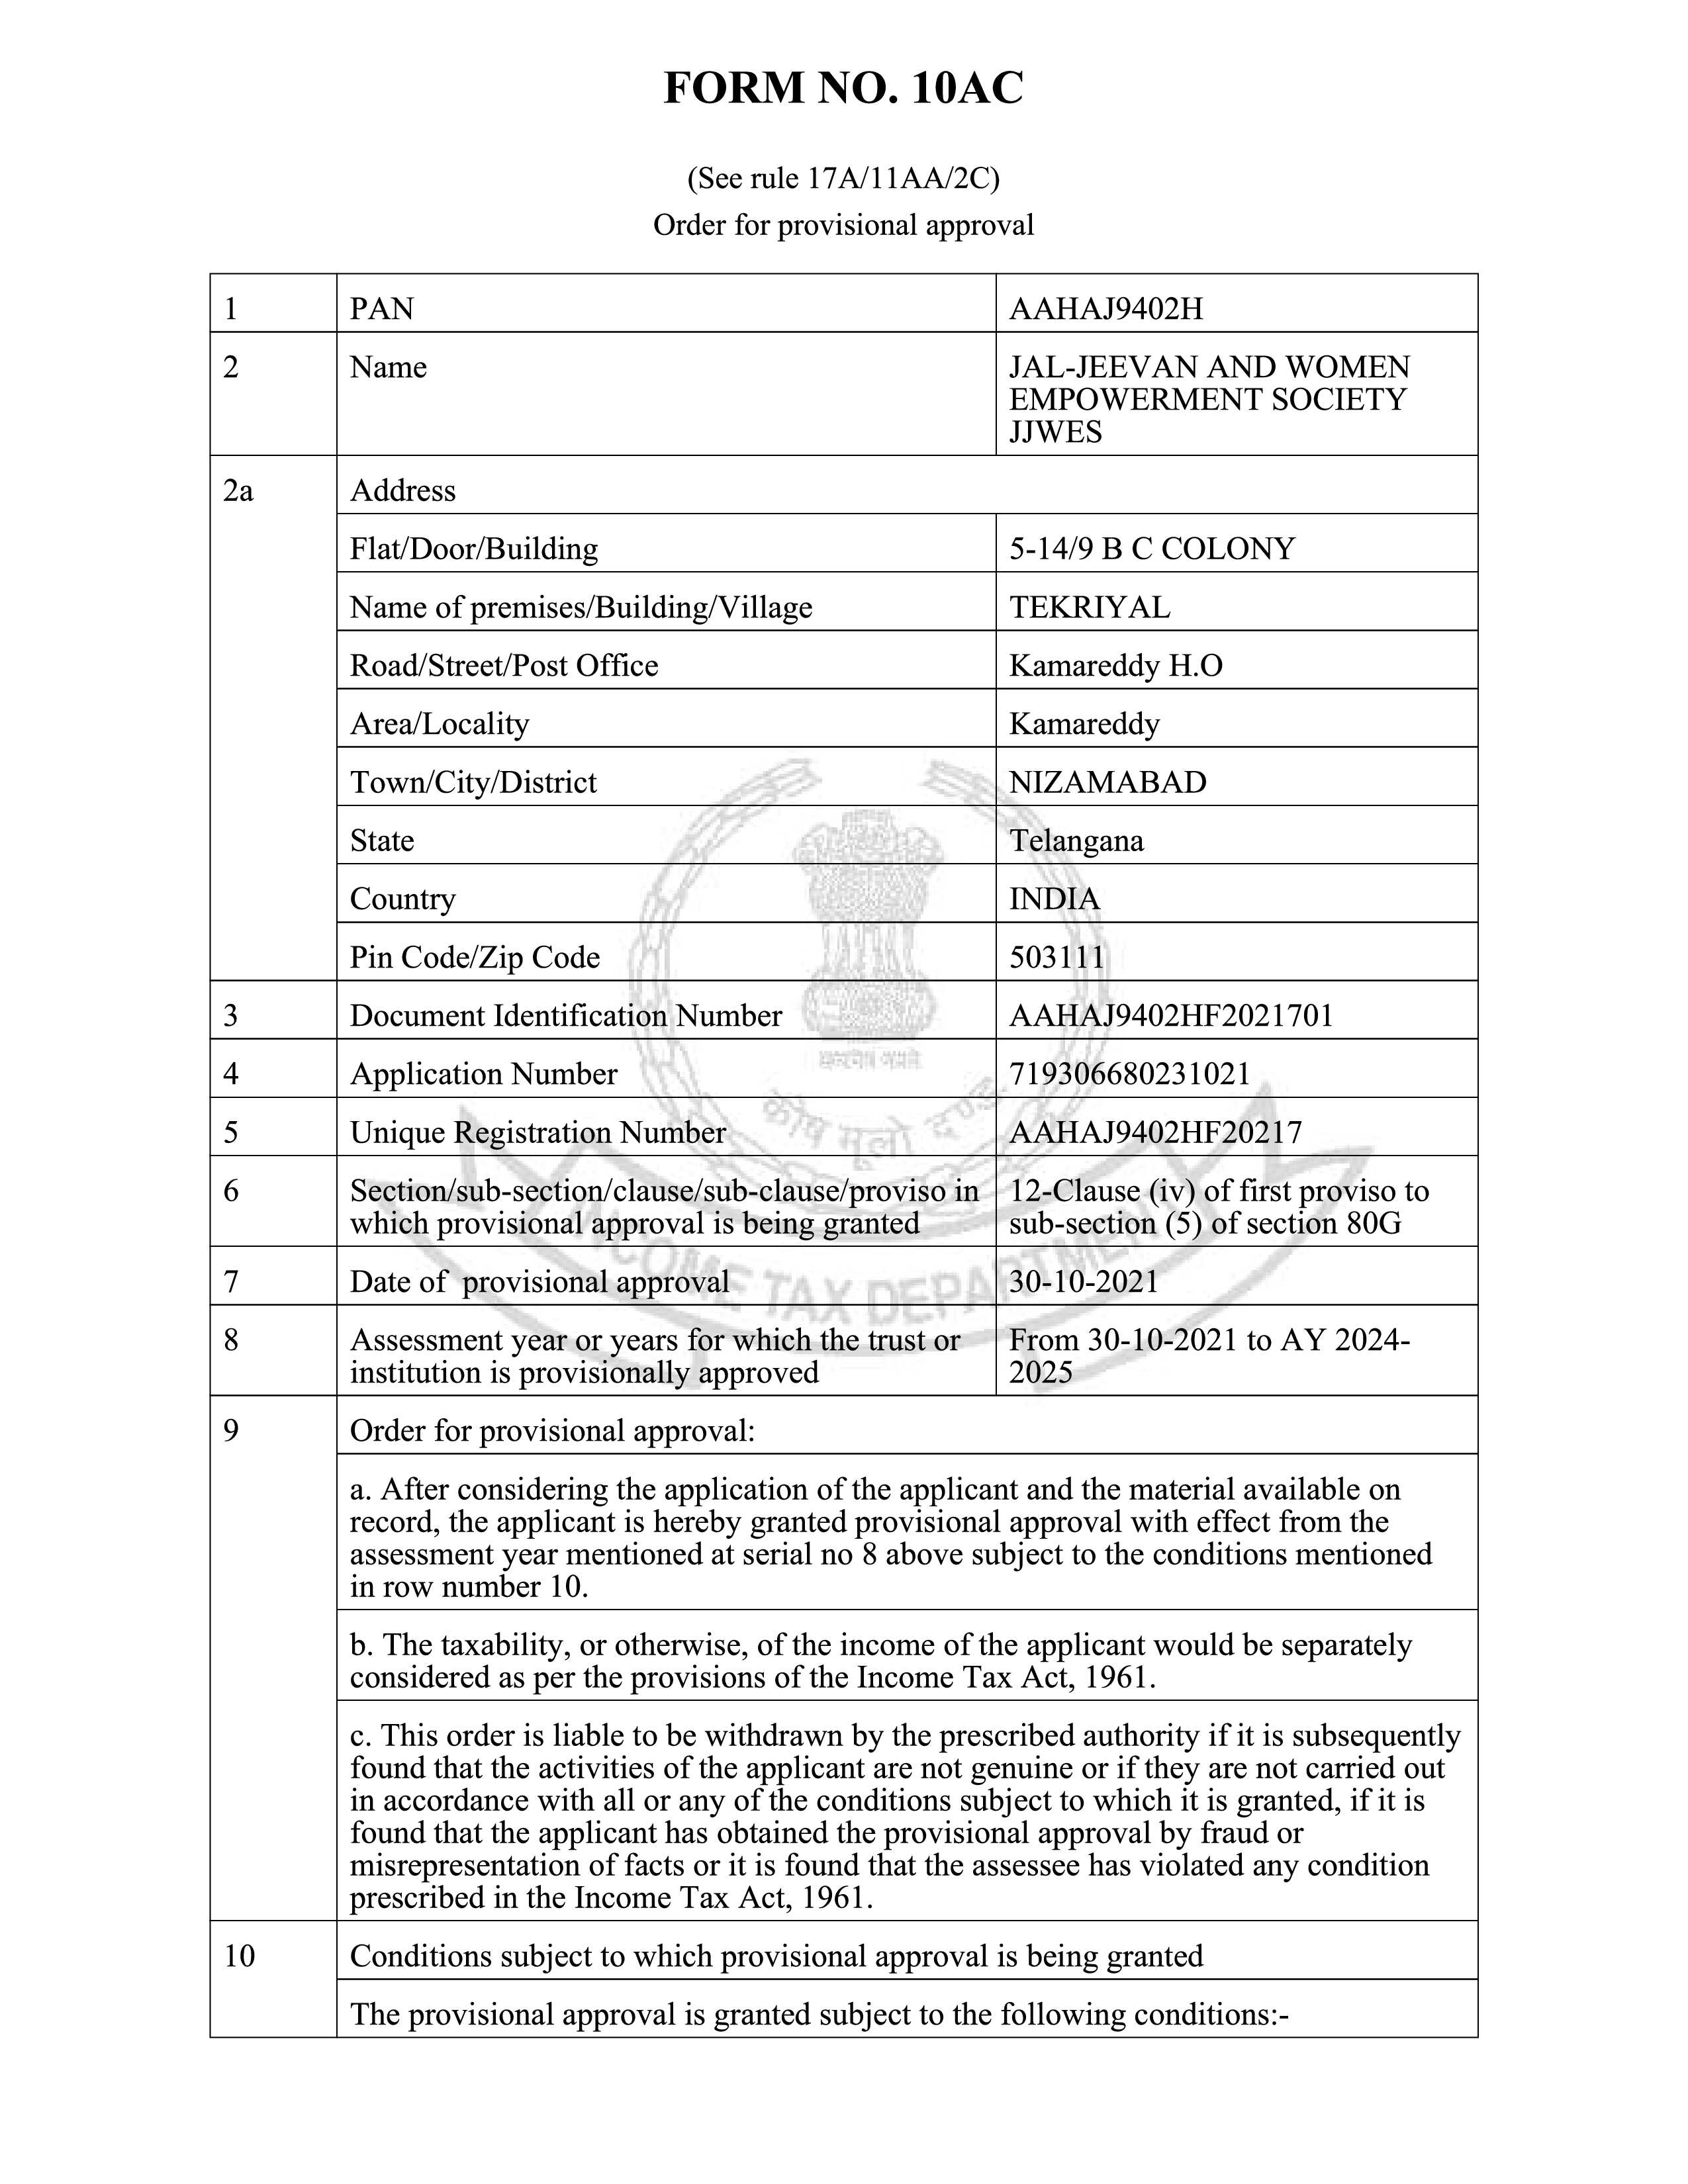 FORM NO. 10AC
(See rule 17A/11AA/2C)
Order for provisional approval
1 PAN AAHAJ9402H
2 Name JAL-JEEVAN AND WOMEN
EMPOWERMENT SOCIETY
JJWES
2a Address
Flat/Door/Building 5-14/9 B C COLONY
Name of premises/Building/Village TEKRIYAL
Road/Street/Post Office Kamareddy H.O
Area/Locality Kamareddy
Town/City/District NIZAMABAD
State Telangana
Country INDIA
Pin Code/Zip Code 503111
3 Document Identification Number AAHAJ9402HF2021701
4 Application Number 719306680231021
5 Unique Registration Number AAHAJ9402HF20217
6 Section/sub-section/clause/sub-clause/proviso in 12-Clause (iv) of first proviso to
which provisional approval is being granted sub-section (5) of section 80G
7 Date of  provisional approval 30-10-2021
8 Assessment year or years for which the trust or From 30-10-2021 to AY 2024-
institution is provisionally approved 2025
9 Order for provisional approval:
a. After considering the application of the applicant and the material available on
record, the applicant is hereby granted provisional approval with effect from the
assessment year mentioned at serial no 8 above subject to the conditions mentioned
in row number 10.
b. The taxability, or otherwise, of the income of the applicant would be separately
considered as per the provisions of the Income Tax Act, 1961.
c. This order is liable to be withdrawn by the prescribed authority if it is subsequently
found that the activities of the applicant are not genuine or if they are not carried out
in accordance with all or any of the conditions subject to which it is granted, if it is
found that the applicant has obtained the provisional approval by fraud or
misrepresentation of facts or it is found that the assessee has violated any condition
prescribed in the Income Tax Act, 1961.
10 Conditions subject to which provisional approval is being granted
The provisional approval is granted subject to the following conditions:-
सत्यमेव जयते
कोष मूलो दण्ड
INCOME TAX DEPARTMENT